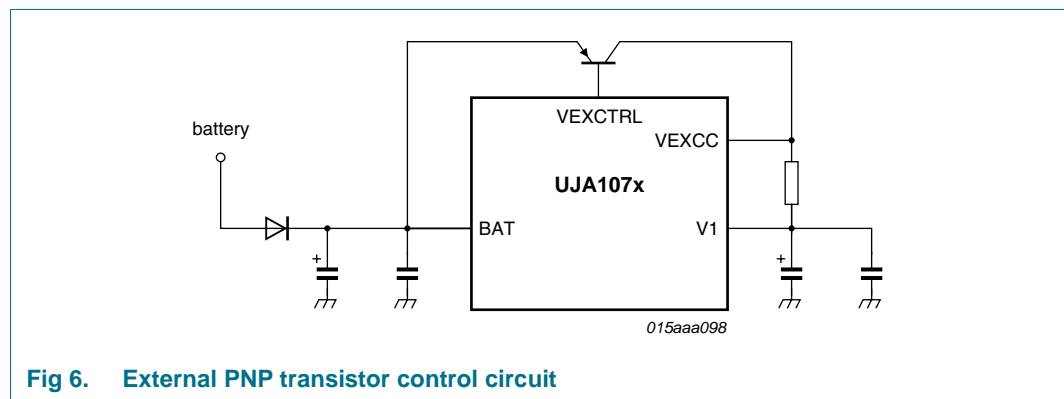 VEXCTRL
battery
VEXCC
UJA107x
BAT
V1
+
+
015aaa098
Fig 6. External PNP transistor control circuit